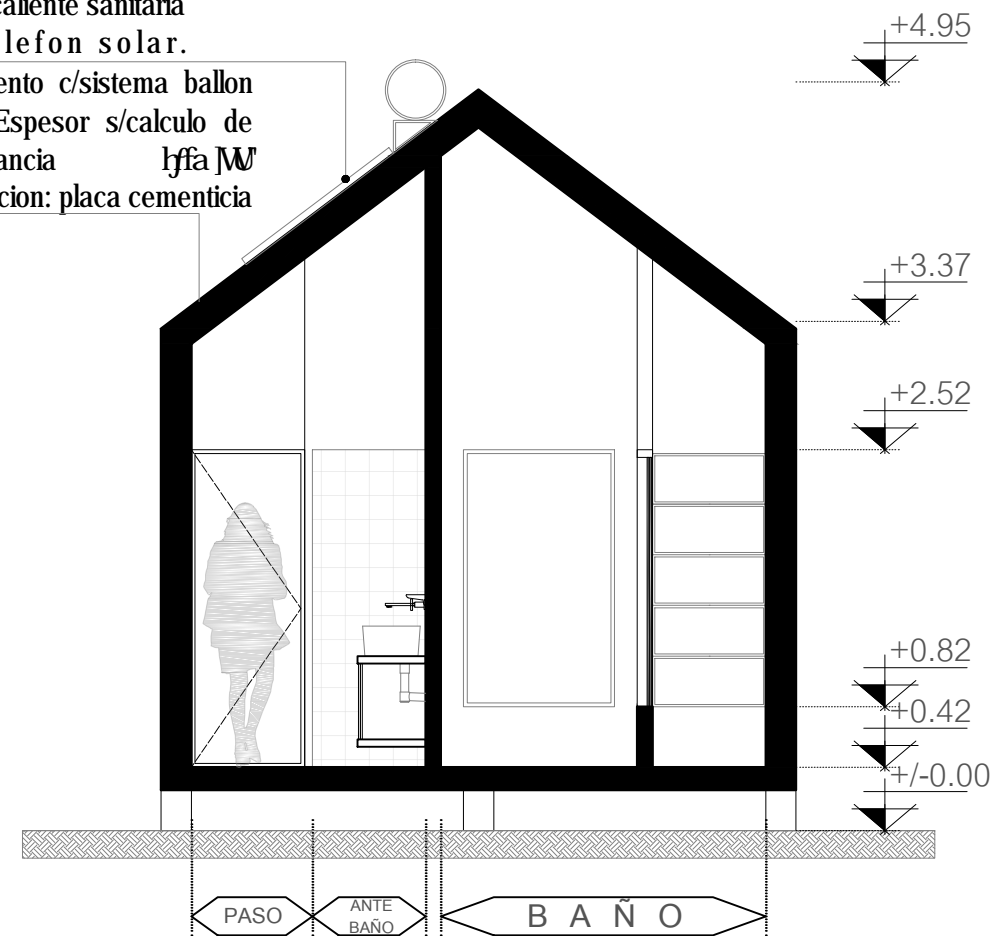 caliente sanitaria
lefon solar.
ento c/sistema ballon
Espesor s/calculo de
ancia
cion: placa cementicia
+4.95
+3.37
+2.52
+0.82
+0.42
+/-0.00
PASO
ANTE
BAÑO
BAÑO